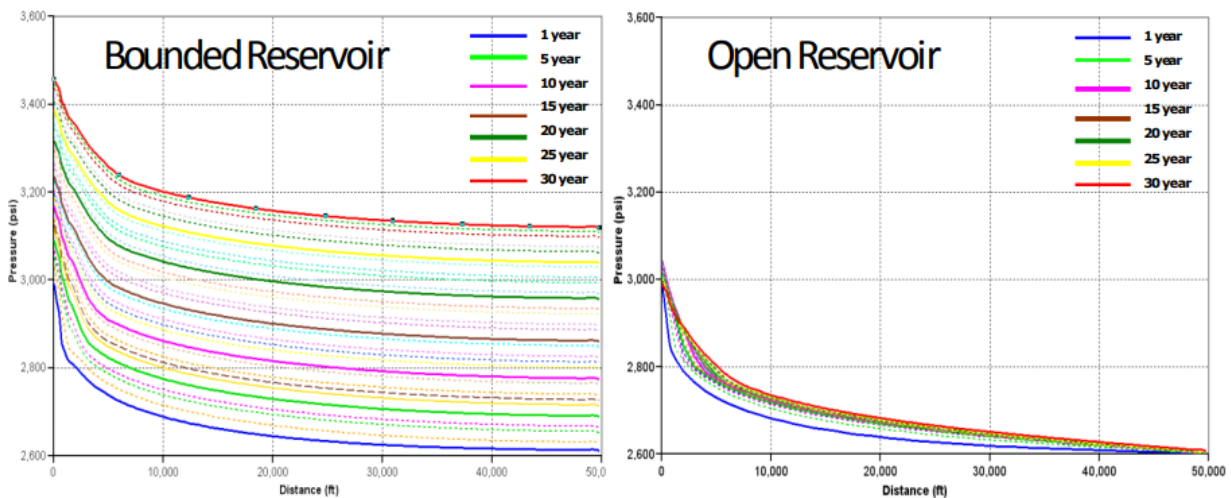 Bounded Reservoir
3,600
3,400
3,200
3,000
2,800
2,600
Pressure (psi)
1 year
5 year
10 year
15 year
20 year
25 year
30 year
0
10,000
20,000
30,000
40,000
50,0
Distance (ft)
Open Reservoir
3,600
3,400
3,200
3,000
2,800
2,600
Pressure (psi)
1 year
5 year
10 year
15 year
20 year
25 year
30 year
0
10,000
20,000
30,000
40,000
50,000
Distance (ft)